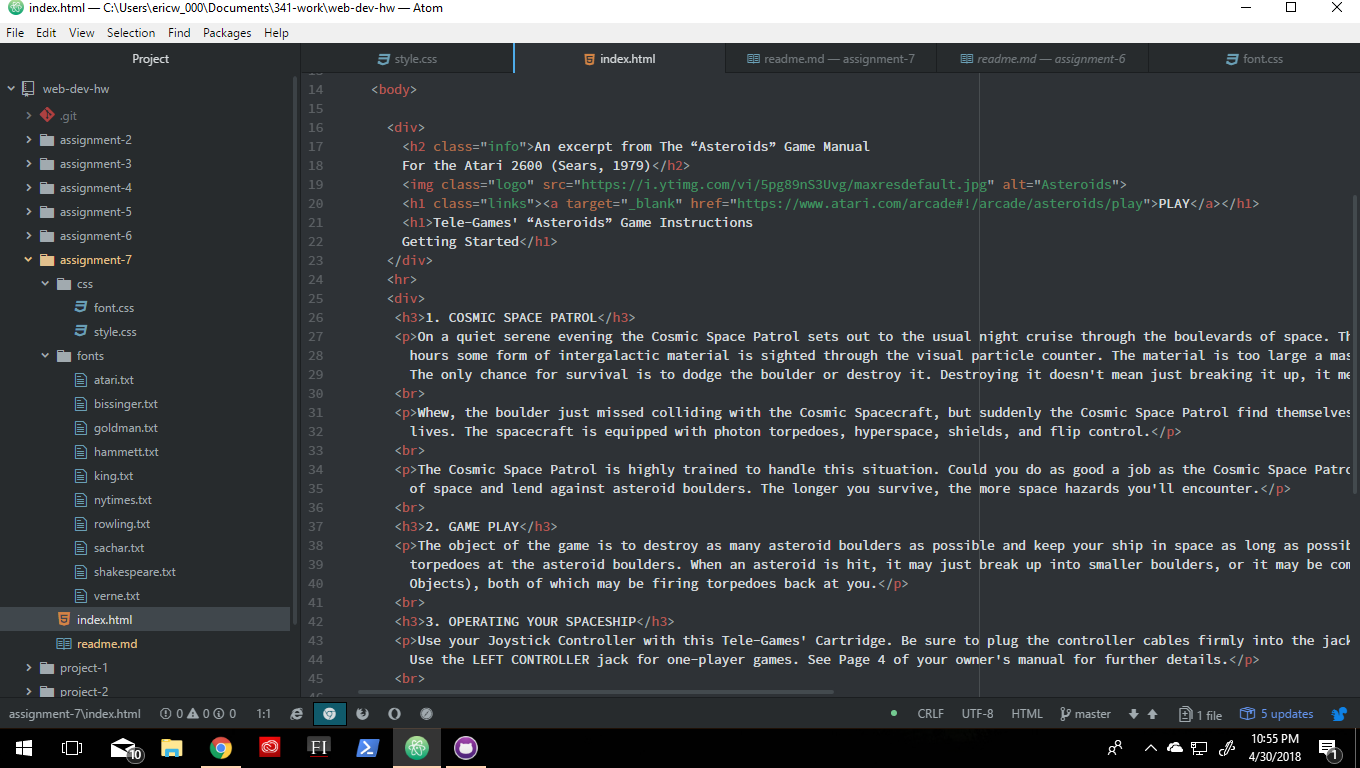 index.html — C:\Users\ericw_000\Documents\341-work\web-dev-hw — Atom
File Edit View Selection Find Packages Help
Project
style.css
index.html
readme.md — assignment-7
readme.md — assignment-6
font.css
web-dev-hw
.git
assignment-2
assignment-3
assignment-4
assignment-5
assignment-6
assignment-7
css
font.css
style.css
fonts
atari.txt
bissinger.txt
goldman.txt
hammett.txt
king.txt
nytimes.txt
rowling.txt
sachar.txt
shakespeare.txt
verne.txt
index.html
readme.md
project-1
project-2
14 <body>
15
16 <div>
17 <h2 class="info">An excerpt from The “Asteroids” Game Manual
18 For the Atari 2600 (Sears, 1979)</h2>
19 <img class="logo" src="https://i.ytimg.com/vi/5pg89nS3Uvg/maxresdefault.jpg" alt="Asteroids">
20 <h1 class="links"><a target="_blank" href="https://www.atari.com/arcade#!/arcade/asteroids/play">PLAY</a></h1>
21 <h1>Tele-Games' “Asteroids” Game Instructions
22 Getting Started</h1>
23 </div>
24 <hr>
25 <div>
26 <h3>1. COSMIC SPACE PATROL</h3>
27 <p>On a quiet serene evening the Cosmic Space Patrol sets out to the usual night cruise through the boulevards of space. Th
28 hours some form of intergalactic material is sighted through the visual particle counter. The material is too large a mas
29 The only chance for survival is to dodge the boulder or destroy it. Destroying it doesn't mean just breaking it up, it me
30 <br>
31 <p>Whew, the boulder just missed colliding with the Cosmic Spacecraft, but suddenly the Cosmic Space Patrol find themselves
32 lives. The spacecraft is equipped with photon torpedoes, hyperspace, shields, and flip control.</p>
33 <br>
34 <p>The Cosmic Space Patrol is highly trained to handle this situation. Could you do as good a job as the Cosmic Space Patro
35 of space and lend against asteroid boulders. The longer you survive, the more space hazards you'll encounter.</p>
36 <br>
37 <h3>2. GAME PLAY</h3>
38 <p>The object of the game is to destroy as many asteroid boulders as possible and keep your ship in space as long as possib
39 torpedoes at the asteroid boulders. When an asteroid is hit, it may just break up into smaller boulders, or it may be com
40 Objects), both of which may be firing torpedoes back at you.</p>
41 <br>
42 <h3>3. OPERATING YOUR SPACESHIP</h3>
43 <p>Use your Joystick Controller with this Tele-Games' Cartridge. Be sure to plug the controller cables firmly into the jack
44 Use the LEFT CONTROLLER jack for one-player games. See Page 4 of your owner's manual for further details.</p>
45 <br>
assignment-7\index.html 0 0 0 1:1 CRLF UTF-8 HTML master 1 file 5 updates
10
FI
10:55 PM
4/30/2018
1